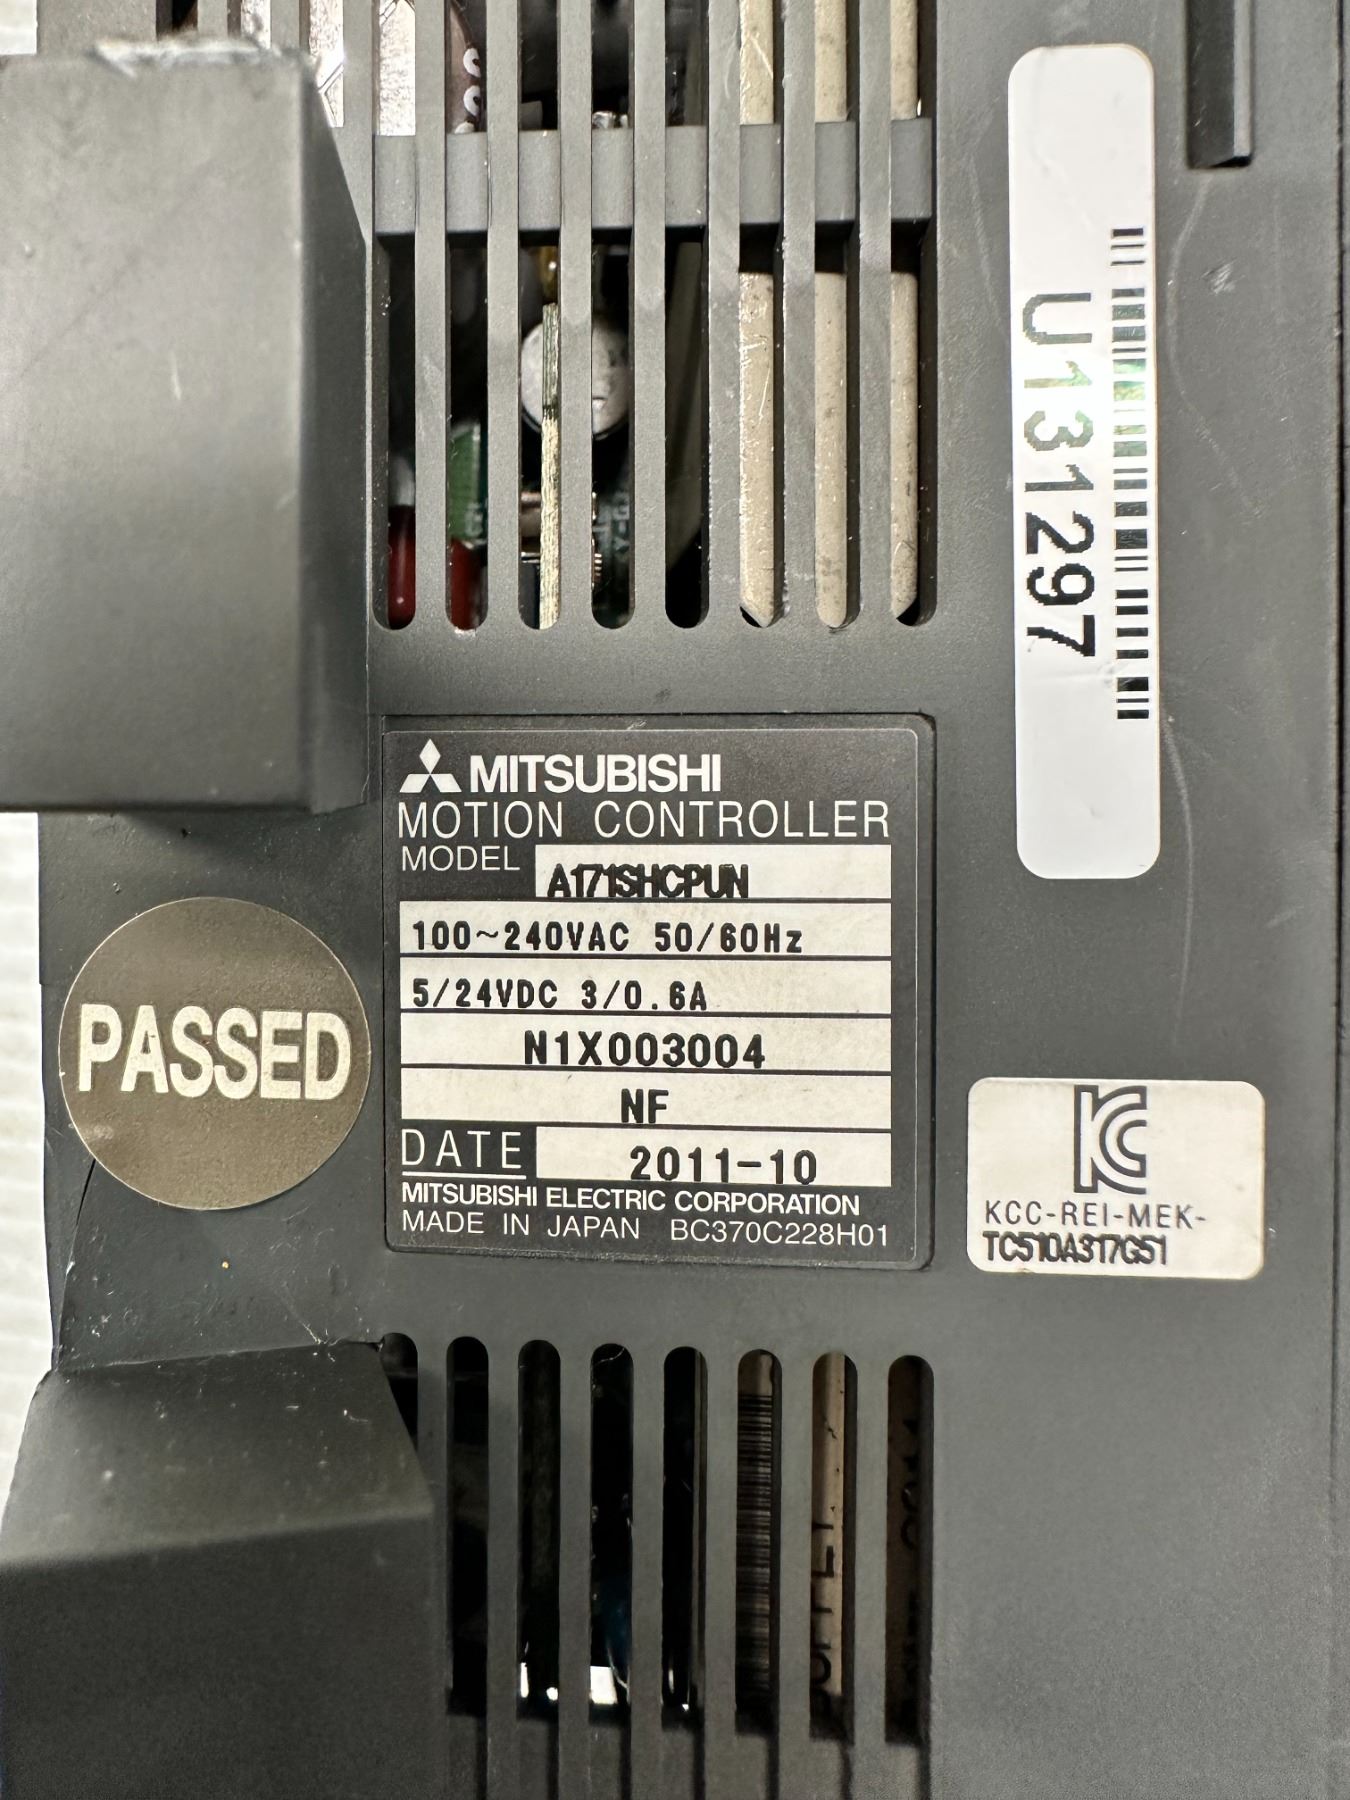 U131297
MITSUBISHI
MOTION CONTROLLER
MODEL A171SHCPUN
100~240VAC 50/60Hz
5/24VDC 3/0.6A
N1X003004
NF
DATE 2011-10
MITSUBISHI ELECTRIC CORPORATION
MADE IN JAPAN BC370C228H01
PASSED
KC
KCC-REI-MEK-
TC510A317G51